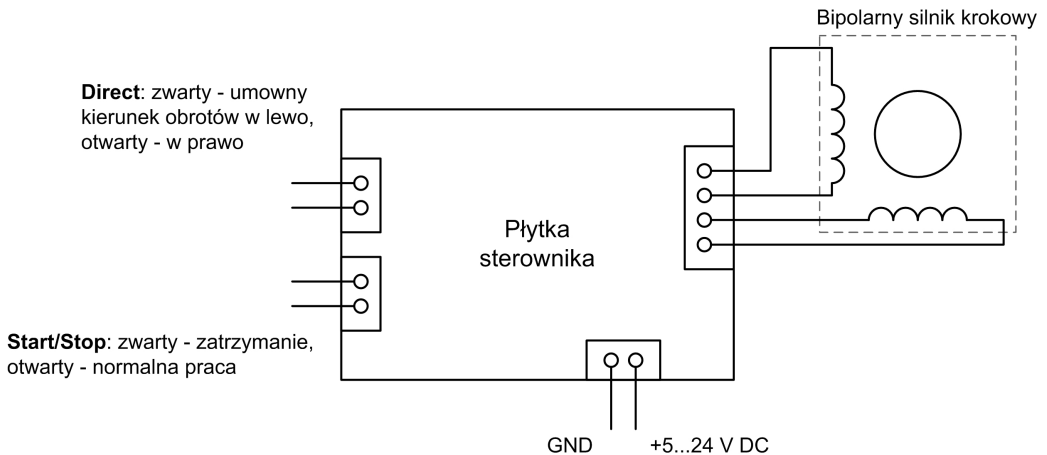 Bipolarny silnik krokowy
Direct: zwarty - umowny
kierunek obrotów w lewo,
otwarty - w prawo
Płytka
sterownika
Start/Stop: zwarty - zatrzymanie,
otwarty - normalna praca
GND
+5...24 V DC